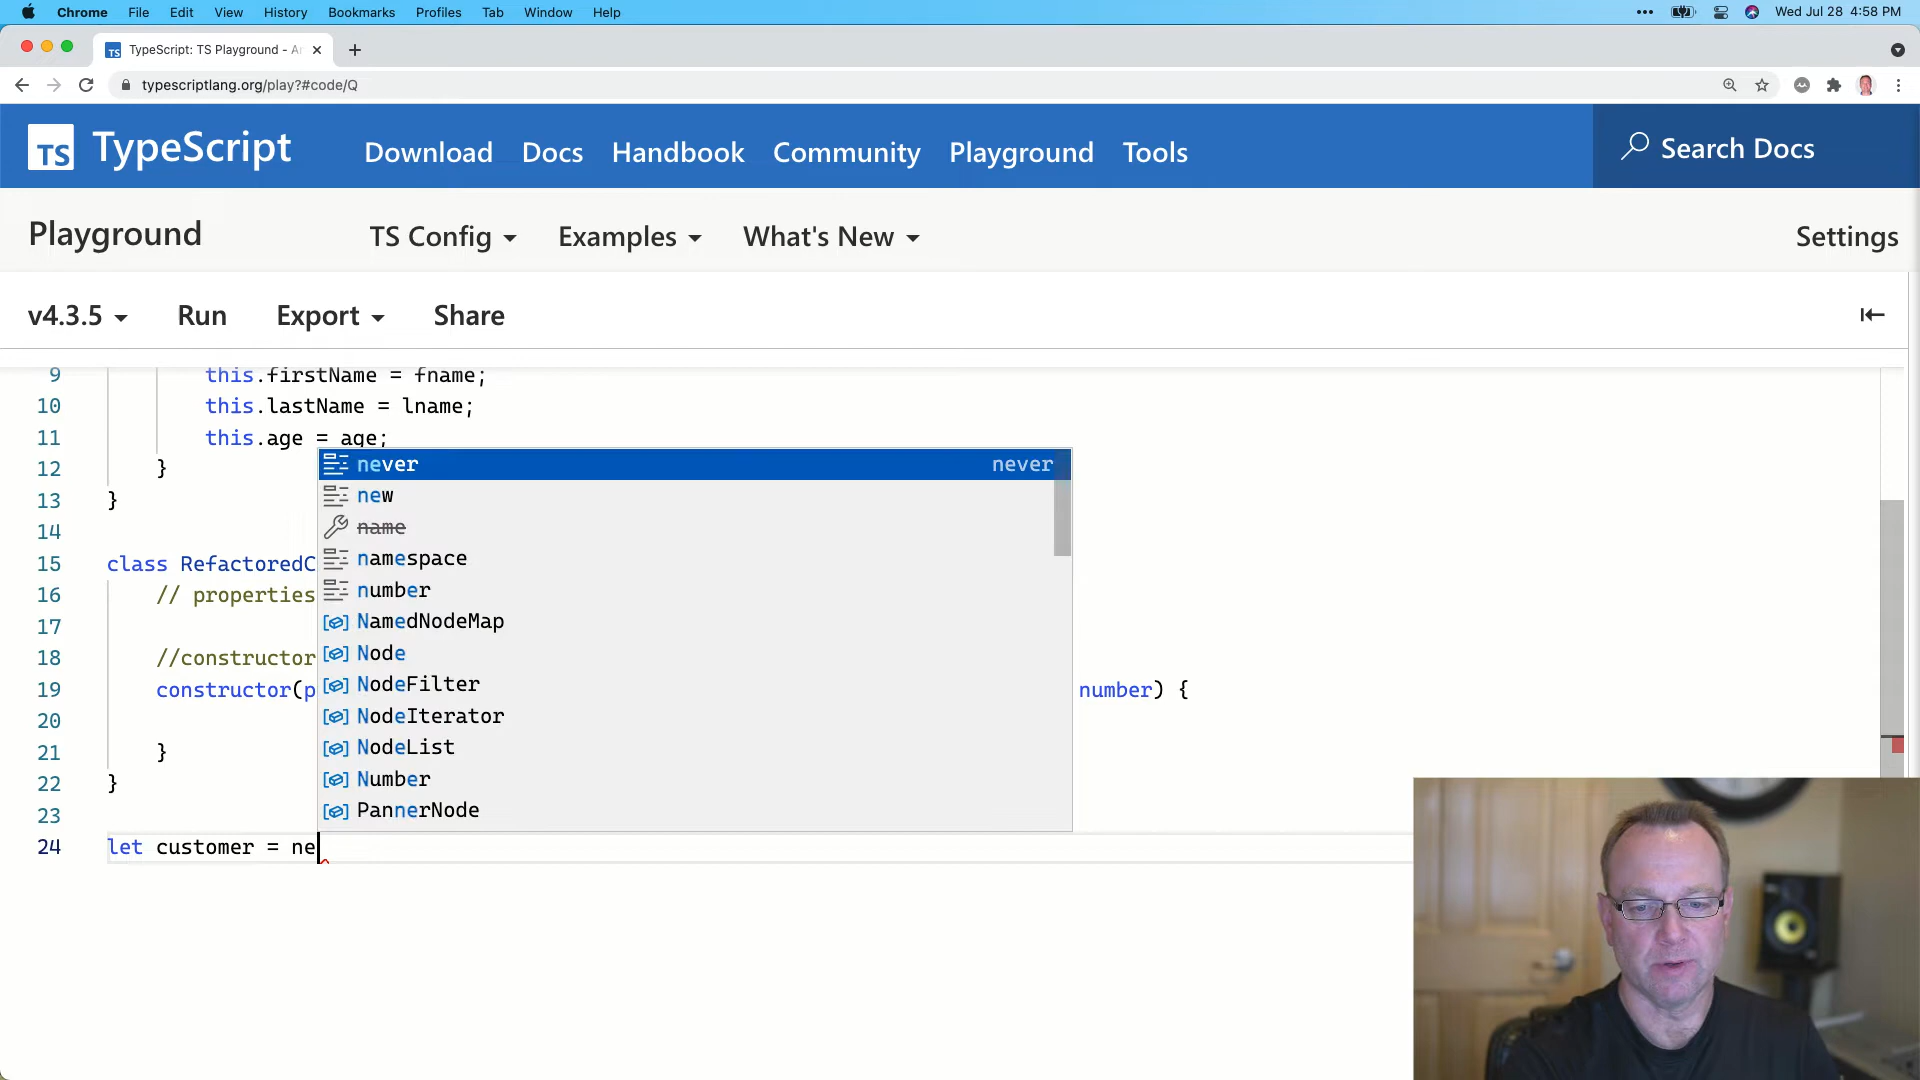 Chrome File Edit View History Bookmarks Profiles Tab Window Help ••• Wed Jul 28 4:58 PM
TypeScript: TS Playground - A
typescriptlang.org/play?#code/Q
TS TypeScript Download Docs Handbook Community Playground Tools Search Docs
Playground TS Config Examples What's New Settings
v4.3.5 Run Export Share
9 this.firstName = fname;
10 this.lastName = lname;
11 this.age = age;
12 }
13 }
14
15 class RefactoredC
16 // properties
17
18 //constructor
19 constructor(p number) {
20
21 }
22 }
23
24 let customer = ne
never never
new
name
namespace
number
NamedNodeMap
Node
NodeFilter
NodeIterator
NodeList
Number
PannerNode